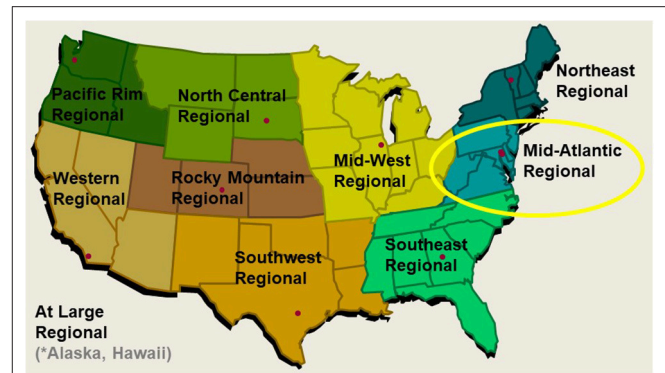 Pacific Rim
Regional
North Central
Regional
Northeast
Regional
Mid-Atlantic
Regional
Mid-West
Regional
Western
Regional
Rocky Mountain
Regional
Southwest
Regional
Southeast
Regional
At Large
Regional
(*Alaska, Hawaii)